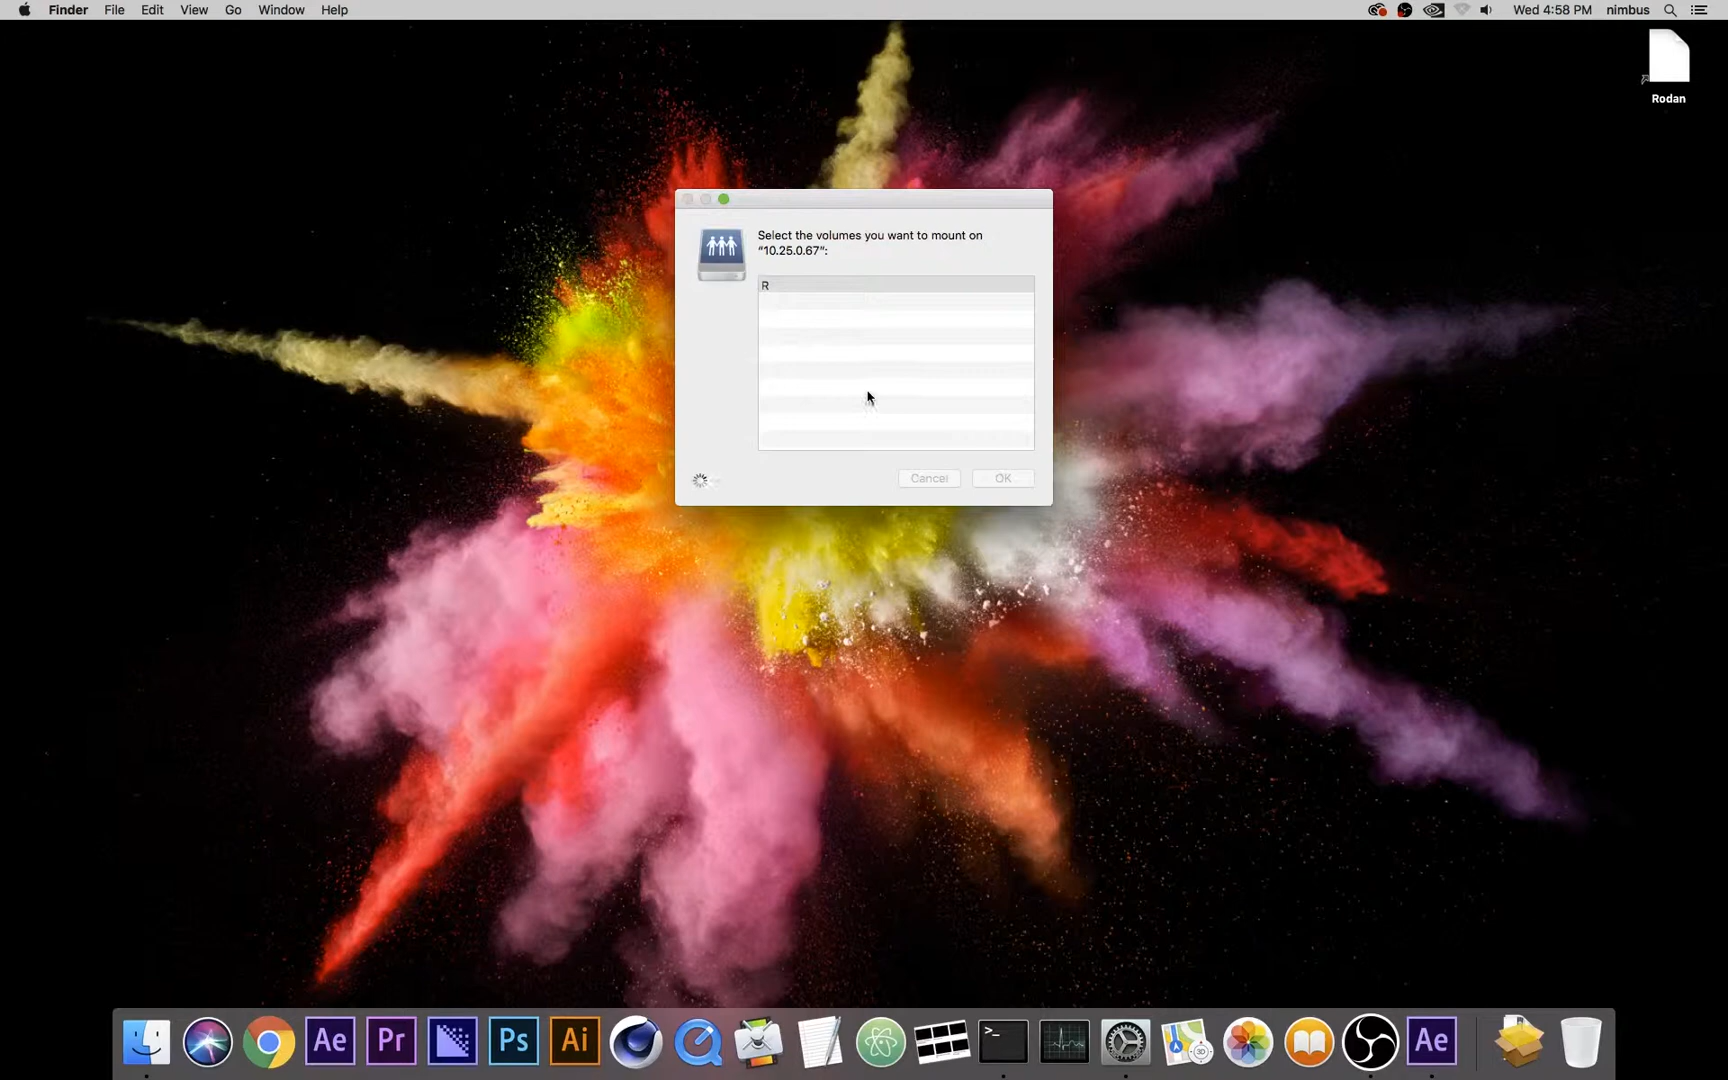 Finder File Edit View Go Window Help
Wed 4:58 PM nimbus
Rodan
Select the volumes you want to mount on
“10.25.0.67”:
R
Cancel OK
Ae Pr Ps Ai >_ 3D Ae